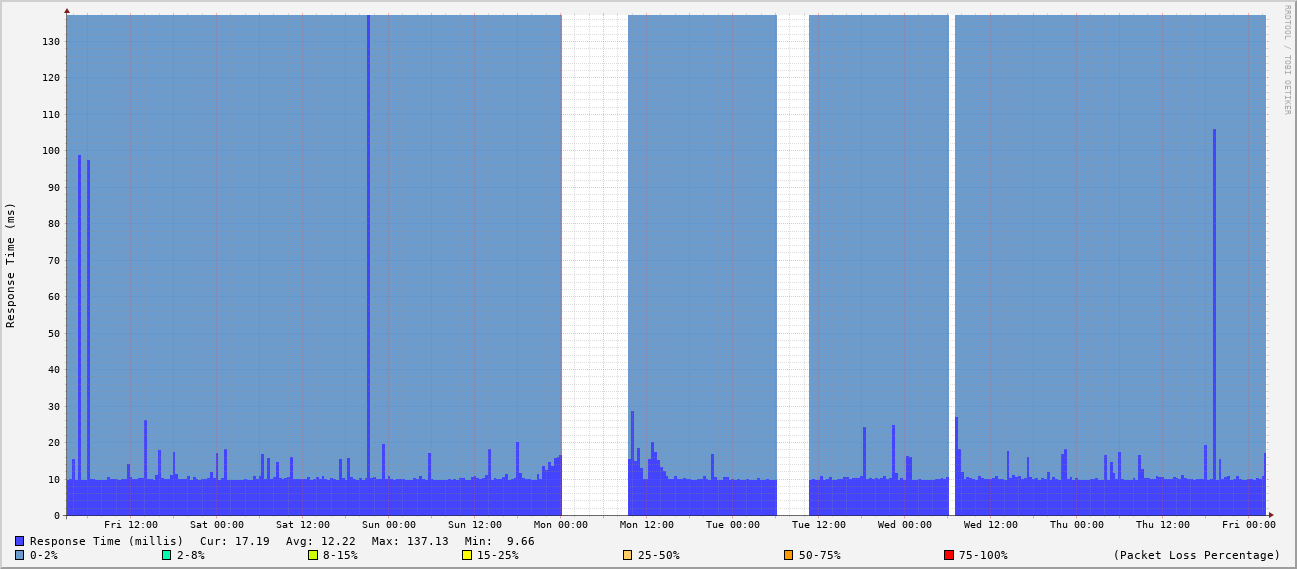 RRDTOOL / TOBI OETIKER
Response Time (ms)
130
120
110
100
90
80
70
60
50
40
30
20
10
0
Fri 12:00 Sat 00:00 Sat 12:00 Sun 00:00 Sun 12:00 Mon 00:00 Mon 12:00 Tue 00:00 Tue 12:00 Wed 00:00 Wed 12:00 Thu 00:00 Thu 12:00 Fri 00:00
Response Time (millis) Cur: 17.19 Avg: 12.22 Max: 137.13 Min: 9.66
0-2% 2-8% 8-15% 15-25% 25-50% 50-75% 75-100% (Packet Loss Percentage)